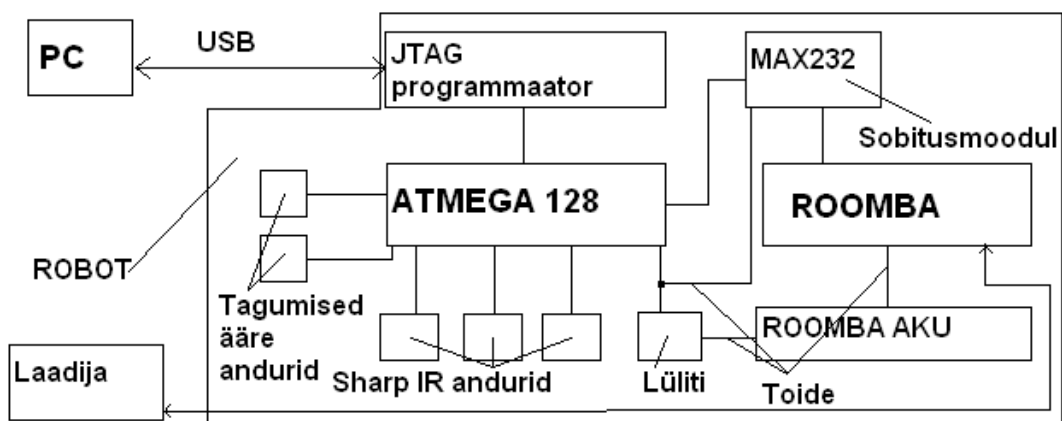 PC
USB
JTAG
programmaator
MAX232
Sobitusmoodul
ATMEGA 128
ROOMBA
ROBOT
Tagumised
ääre
andurid
Sharp IR andurid
Lüliti
ROOMBA AKU
Toide
Laadija